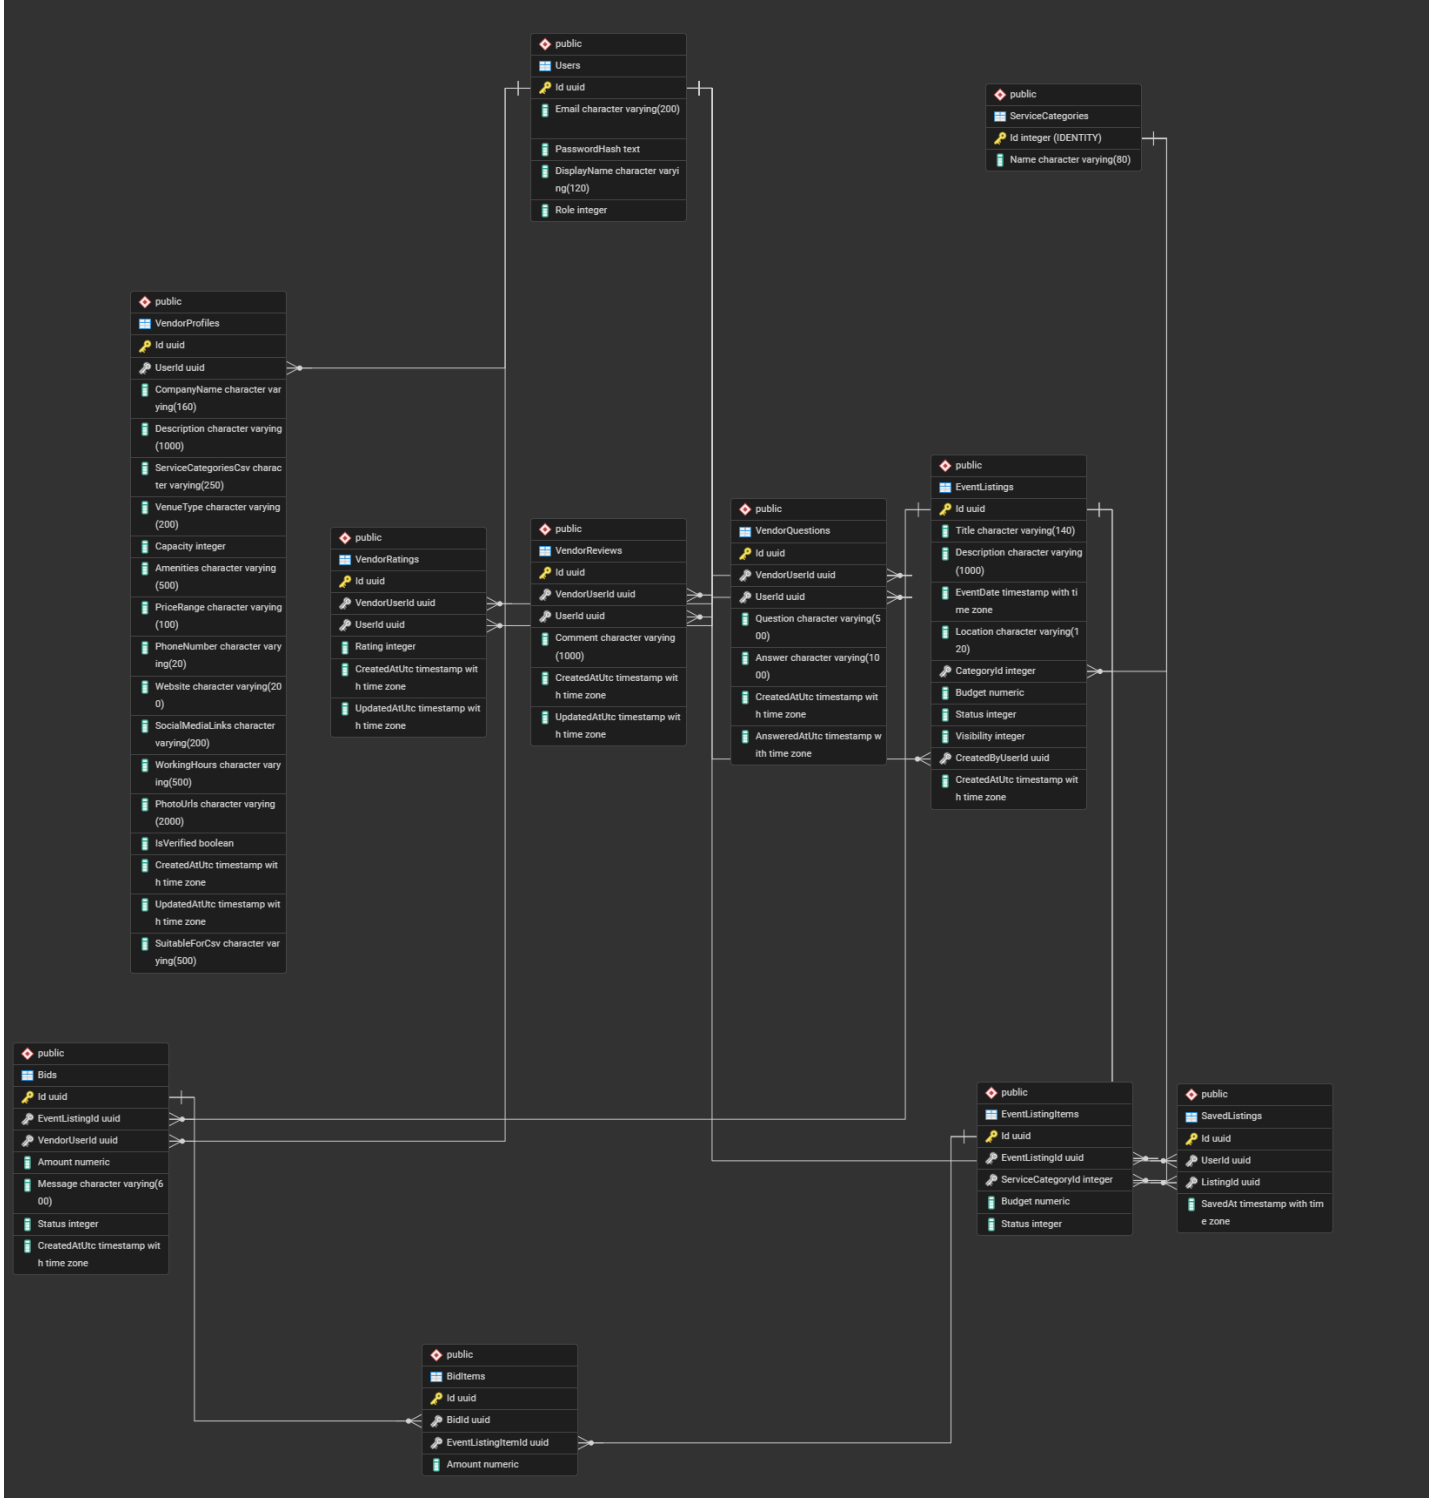 public
Users
Id uuid
Email character varying(200)
PasswordHash text
DisplayName character varyi
ng(120)
Role integer
public
ServiceCategories
Id integer (IDENTITY)
Name character varying(80)
public
VendorProfiles
Id uuid
UserId uuid
CompanyName character var
ying(160)
Description character varying
(1000)
ServiceCategoriesCsv charac
ter varying(250)
VenueType character varying
(200)
Capacity integer
Amenities character varying
(500)
PriceRange character varying
(100)
PhoneNumber character vary
ing(20)
Website character varying(20
0)
SocialMediaLinks character
varying(200)
WorkingHours character vary
ing(500)
PhotoUrls character varying
(2000)
IsVerified boolean
CreatedAtUtc timestamp wit
h time zone
UpdatedAtUtc timestamp wit
h time zone
SuitableForCsv character var
ying(500)
public
VendorRatings
Id uuid
VendorUserId uuid
UserId uuid
Rating integer
CreatedAtUtc timestamp wit
h time zone
UpdatedAtUtc timestamp wit
h time zone
public
VendorReviews
Id uuid
VendorUserId uuid
UserId uuid
Comment character varying
(1000)
CreatedAtUtc timestamp wit
h time zone
UpdatedAtUtc timestamp wit
h time zone
public
VendorQuestions
Id uuid
VendorUserId uuid
UserId uuid
Question character varying(5
00)
Answer character varying(10
00)
CreatedAtUtc timestamp wit
h time zone
AnsweredAtUtc timestamp w
ith time zone
public
EventListings
Id uuid
Title character varying(140)
Description character varying
(1000)
EventDate timestamp with ti
me zone
Location character varying(1
20)
CategoryId integer
Budget numeric
Status integer
Visibility integer
CreatedByUserId uuid
CreatedAtUtc timestamp wit
h time zone
public
Bids
Id uuid
EventListingId uuid
VendorUserId uuid
Amount numeric
Message character varying(6
00)
Status integer
CreatedAtUtc timestamp wit
h time zone
public
EventListingItems
Id uuid
EventListingId uuid
ServiceCategoryId integer
Budget numeric
Status integer
public
SavedListings
Id uuid
UserId uuid
ListingId uuid
SavedAt timestamp with tim
e zone
public
BidItems
Id uuid
BidId uuid
EventListingItemId uuid
Amount numeric